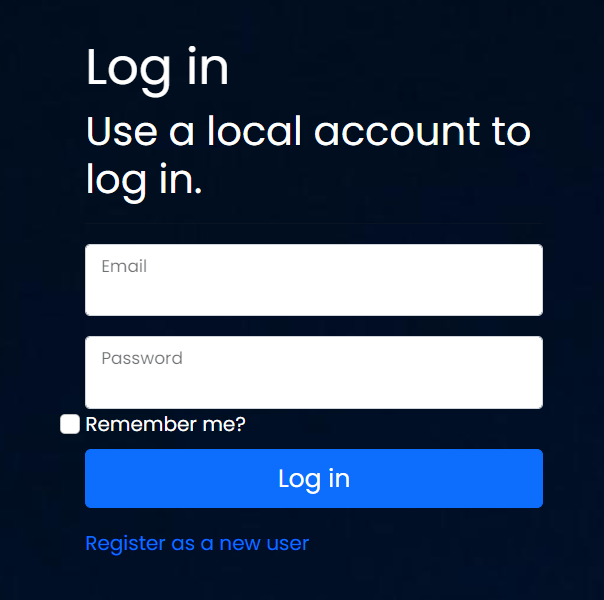 Log in
Use a local account to
log in.
Email
Password
Remember me?
Log in
Register as a new user